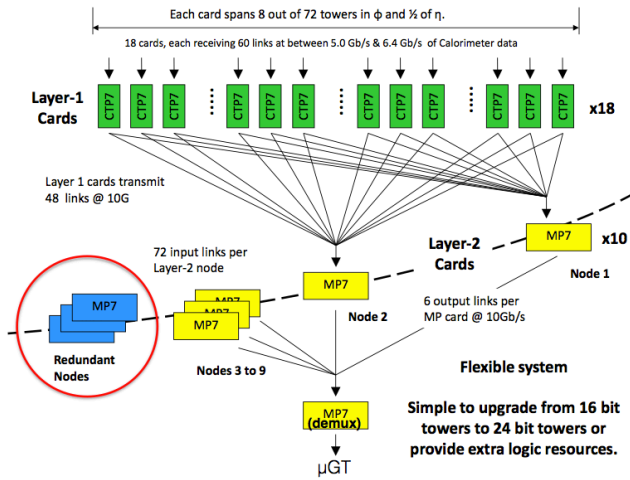 Each card spans 8 out of 72 towers in ϕ and ½ of η.
18 cards, each receiving 60 links at between 5.0 Gb/s & 6.4 Gb/s of Calorimeter data
Layer-1
Cards
CTP7
CTP7
CTP7
CTP7
CTP7
CTP7
CTP7
CTP7
CTP7
CTP7
CTP7
CTP7
x18
Layer 1 cards transmit
48 links @ 10G
72 input links per
Layer-2 node
Layer-2
Cards
MP7
x10
Node 1
MP7
Node 2
6 output links per
MP card @ 10Gb/s
MP7
MP7
MP7
Nodes 3 to 9
MP7
Redundant
Nodes
Flexible system
Simple to upgrade from 16 bit
towers to 24 bit towers or
provide extra logic resources.
MP7
(demux)
μGT